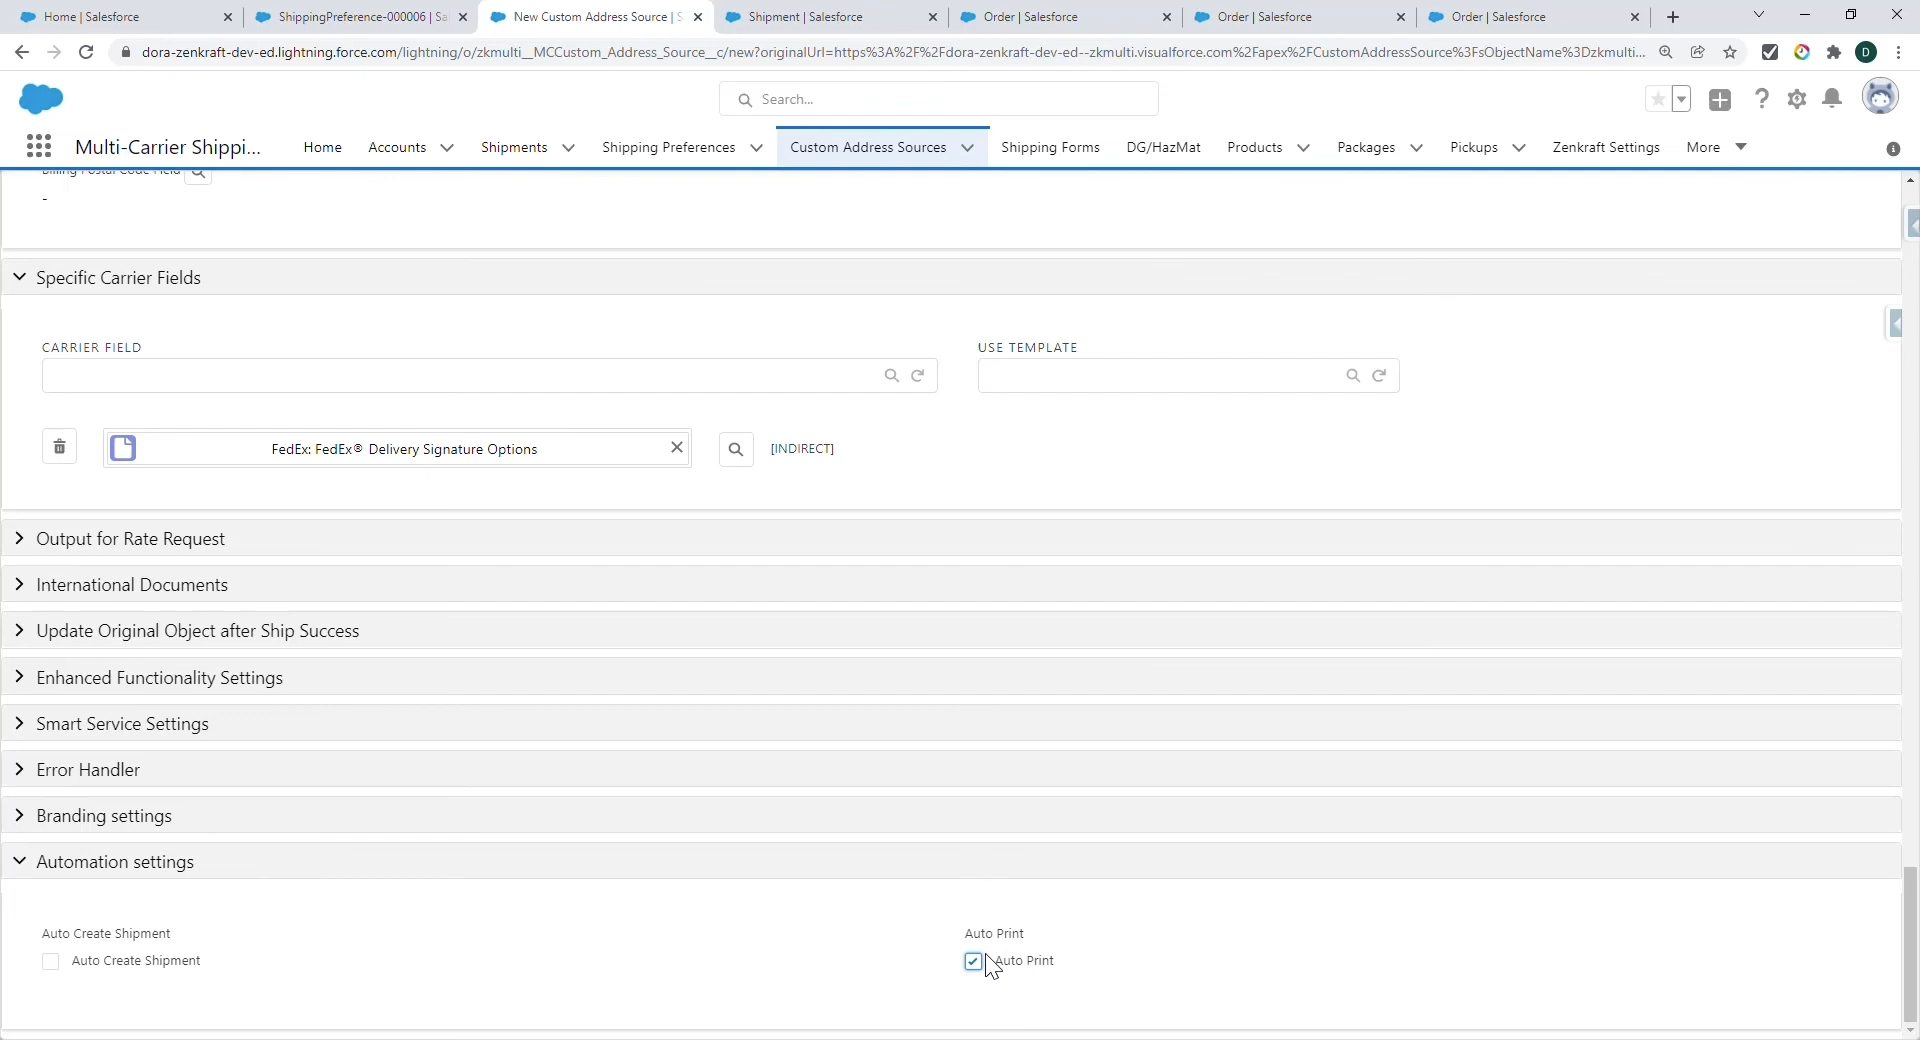 Home | Salesforce
ShippingPreference-000006 | Sa
New Custom Address Source | S
Shipment | Salesforce
Order | Salesforce
Order | Salesforce
Order | Salesforce
dora-zenkraft-dev-ed.lightning.force.com/lightning/o/zkmulti__MCCustom_Address_Source__c/new?originalUrl=https%3A%2F%2Fdora-zenkraft-dev-ed--zkmulti.visualforce.com%2Fapex%2FCustomAddressSource%3FsObjectName%3Dzkmulti...
D
Search...
Multi-Carrier Shippi...
Home
Accounts
Shipments
Shipping Preferences
Custom Address Sources
Shipping Forms
DG/HazMat
Products
Packages
Pickups
Zenkraft Settings
More
Billing Postal Code Field
-
Specific Carrier Fields
CARRIER FIELD
USE TEMPLATE
FedEx: FedEx® Delivery Signature Options
[INDIRECT]
Output for Rate Request
International Documents
Update Original Object after Ship Success
Enhanced Functionality Settings
Smart Service Settings
Error Handler
Branding settings
Automation settings
Auto Create Shipment
Auto Print
Auto Create Shipment
Auto Print